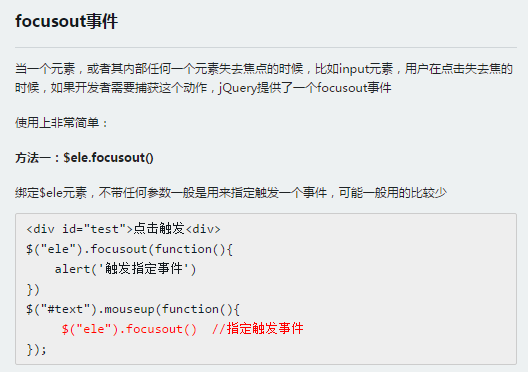 focusout事件
当一个元素，或者其内部任何一个元素失去焦点的时候，比如input元素，用户在点击失去焦的
时候，如果开发者需要捕获这个动作，jQuery提供了一个focusout事件
使用上非常简单：
方法一：$ele.focusout()
绑定$ele元素，不带任何参数一般是用来指定触发一个事件，可能一般用的比较少
<div id="test">点击触发<div>
$("ele").focusout(function(){
    alert('触发指定事件')
})
$("#text").mouseup(function(){
     $("ele").focusout()  //指定触发事件
});